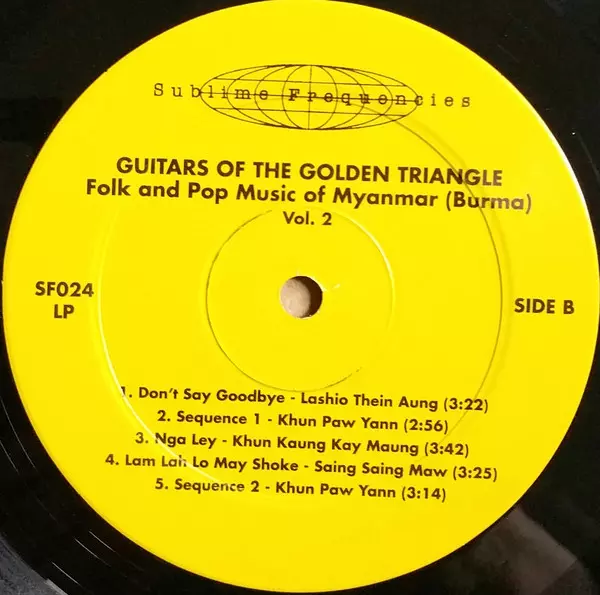 Sublime Frequencies
GUITARS OF THE GOLDEN TRIANGLE
Folk and Pop Music of Myanmar (Burma)
Vol. 2
SF024
LP
SIDE B
1. Don't Say Goodbye - Lashio Thein Aung (3:22)
2. Sequence 1 - Khun Paw Yann (2:56)
3. Nga Ley - Khun Kaung Kay Maung (3:42)
4. Lam Lah Lo May Shoke - Saing Saing Maw (3:25)
5. Sequence 2 - Khun Paw Yann (3:14)